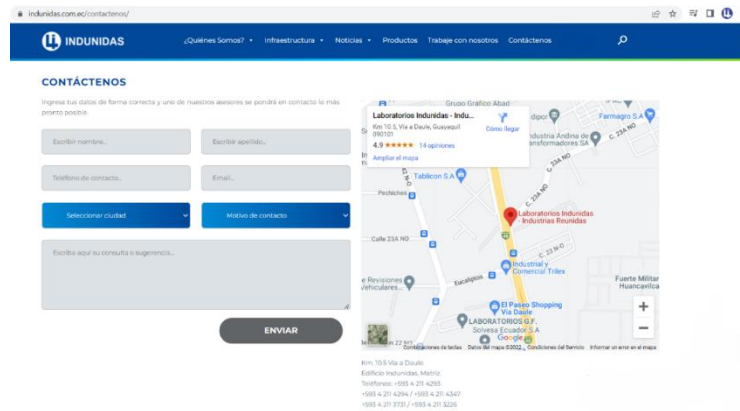 indunidas.com.ec/contactenos/
INDUNIDAS
¿Quiénes Somos?
Infraestructura
Noticias
Productos
Trabaje con nosotros
Contáctenos
CONTÁCTENOS
Ingresa tus datos de forma correcta y uno de nuestros asesores se pondrá en contacto lo más
pronto posible.
Escribir nombre...
Escribir apellido...
Teléfono de contacto...
Email...
Seleccionar ciudad
Motivo de contacto
Escriba aquí su consulta o sugerencia...
ENVIAR
Laboratorios Indunidas - Indu...
Km 10.5, Vía a Daule, Guayaquil
090101
4.9 ★★★★★ 14 opiniones
Ampliar el mapa
Cómo llegar
Grupo Grafico Abad
dipor
Farmagro S.A
Industria Andina de
Transformadores SA
C. 23A NO
C. 23A NO
Tablicon S.A
Pechiches
C. 23A NO
Laboratorios Indunidas
- Industrias Reunidas
Calle 23A NO
C. 23 N-O
Industrial y
Comercial Trilex
Eucaliptos
e Revisiones
Vehiculares...
Fuerte Militar
Huancavilca
El Paseo Shopping
Vía Daule
LABORATORIOS G.F.
Solvesa Ecuador S.A
Google
Combinaciones de teclas
Datos del mapa ©2022
Condiciones del Servicio
Informar un error en el mapa
Km. 10.5 Vía a Daule.
Edificio Indunidas, Matriz.
Teléfonos: +593 4 211 4293
+593 4 211 4294 / +593 4 211 4347
+593 4 211 3731 / +593 4 211 3226